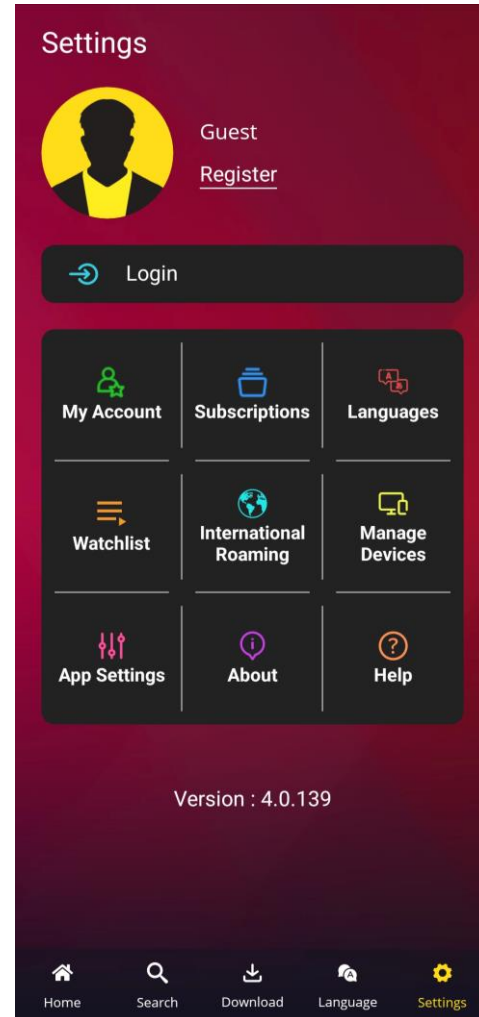 Settings
Guest
Register
Login
My Account
Subscriptions
Languages
Watchlist
International
Roaming
Manage
Devices
App Settings
About
Help
Version : 4.0.139
Home
Search
Download
Language
Settings